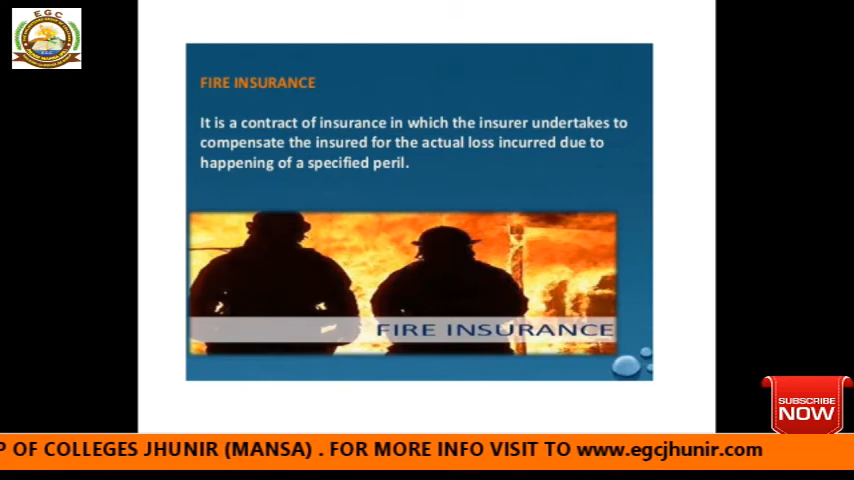 EGC
FIRE INSURANCE
It is a contract of insurance in which the insurer undertakes to
compensate the insured for the actual loss incurred due to
happening of a specified peril.
FIRE INSURANCE
SUBSCRIBE
NOW
P OF COLLEGES JHUNIR (MANSA) . FOR MORE INFO VISIT TO www.egcjhunir.com